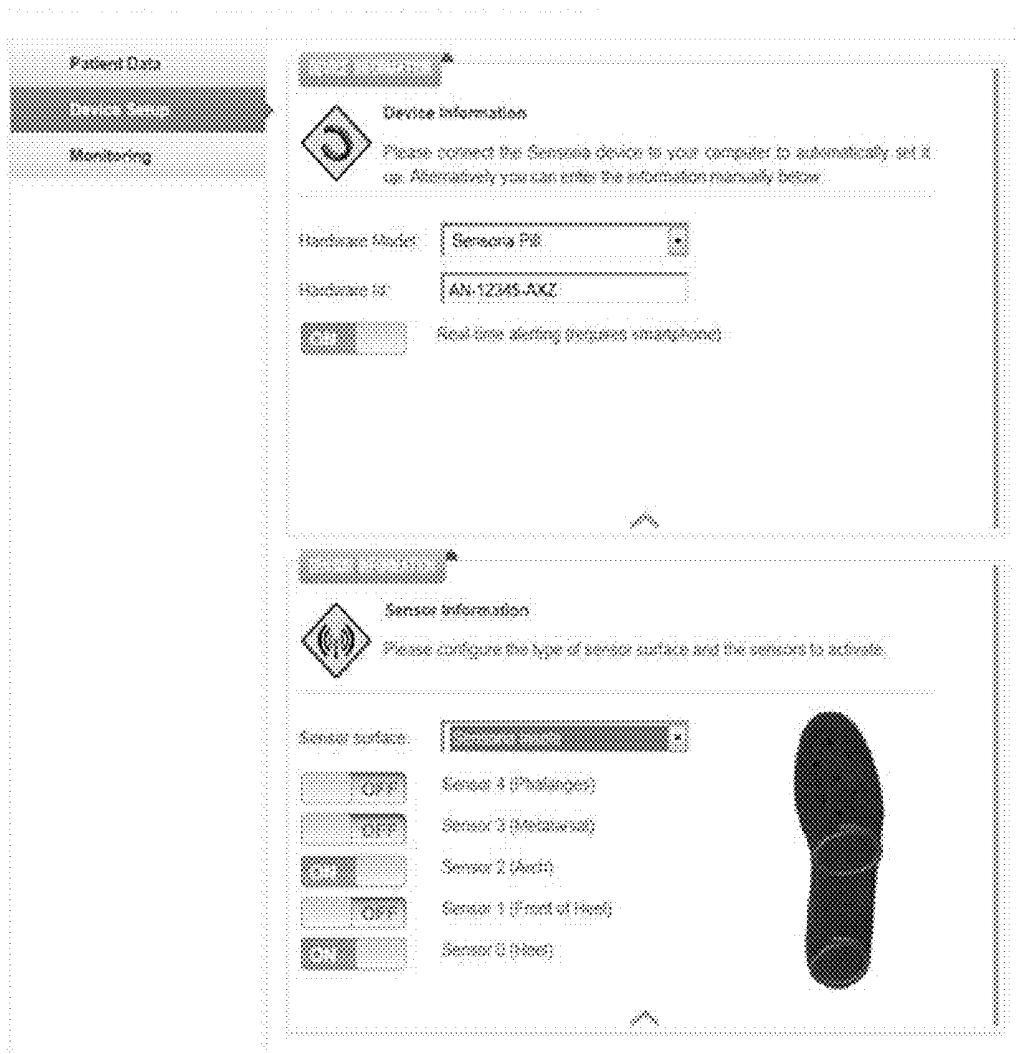 Patient Data
Device Setup
Monitoring
Device Information
Please connect the Sensoria device to your computer to automatically set it
up. Alternatively you can enter the information manually below.
Hardware Model: Sensoria P8
Hardware Id: AN-12345-AXZ
ON Real-time alerting (requires smartphone)
Sensor Information
Please configure the type of sensor surface and the sensors to activate.
Sensor surface:
OFF Sensor 4 (Phalanges)
OFF Sensor 3 (Metatarsal)
ON Sensor 2 (Arch)
OFF Sensor 1 (Front of Heel)
ON Sensor 0 (Heel)